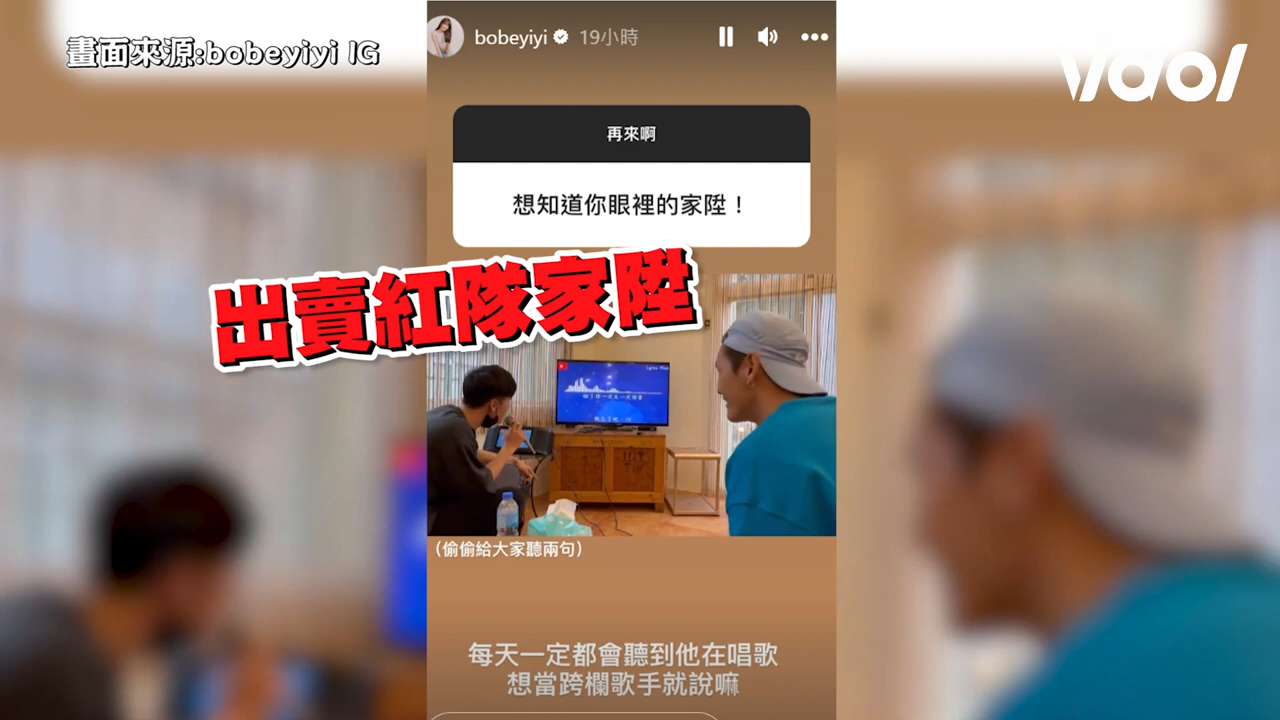 畫面來源:bobeyiyi IG
bobeyiyi 19小時
vidol
再來啊
想知道你眼裡的家陞！
出賣紅隊家陞
（偷偷給大家聽兩句）
每天一定都會聽到他在唱歌
想當跨欄歌手就說嘛